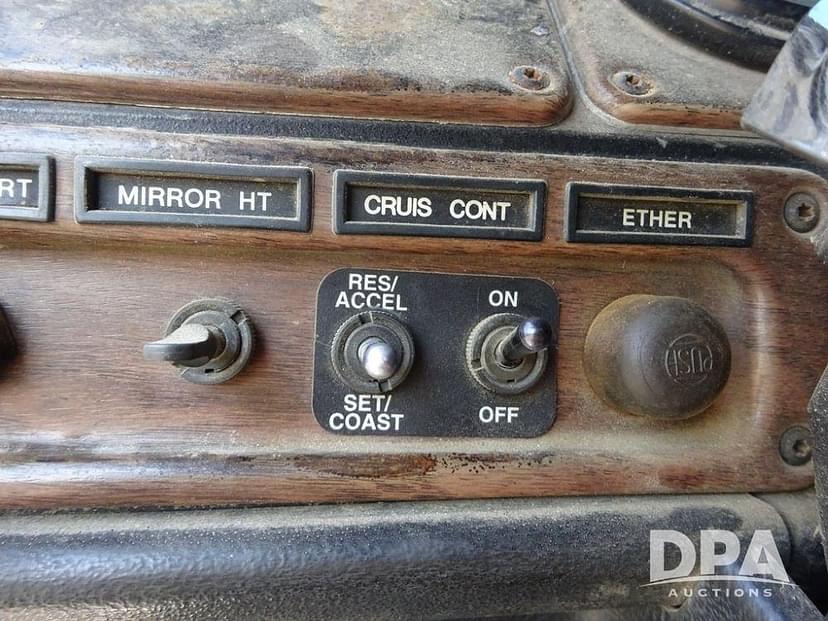 RT
MIRROR HT
CRUIS CONT
ETHER
RES/
ACCEL
ON
SET/
COAST
OFF
PUSH
DPA
AUCTIONS